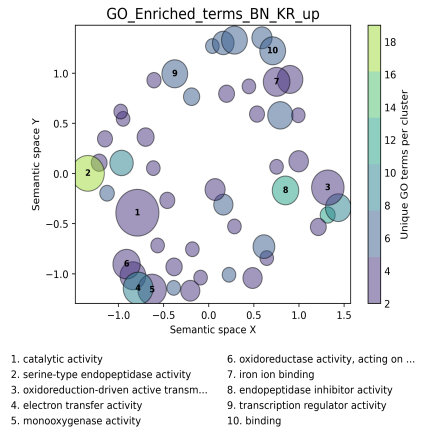 GO_Enriched_terms_BN_KR_up
Semantic space Y
1.0
0.5
0.0
−0.5
−1.0
−1.0
−0.5
0.0
0.5
1.0
1.5
Semantic space X
1
2
3
4
5
6
7
8
9
10
18
16
14
12
10
8
6
4
2
Unique GO terms per cluster
1. catalytic activity
2. serine-type endopeptidase activity
3. oxidoreduction-driven active transm...
4. electron transfer activity
5. monooxygenase activity
6. oxidoreductase activity, acting on ...
7. iron ion binding
8. endopeptidase inhibitor activity
9. transcription regulator activity
10. binding